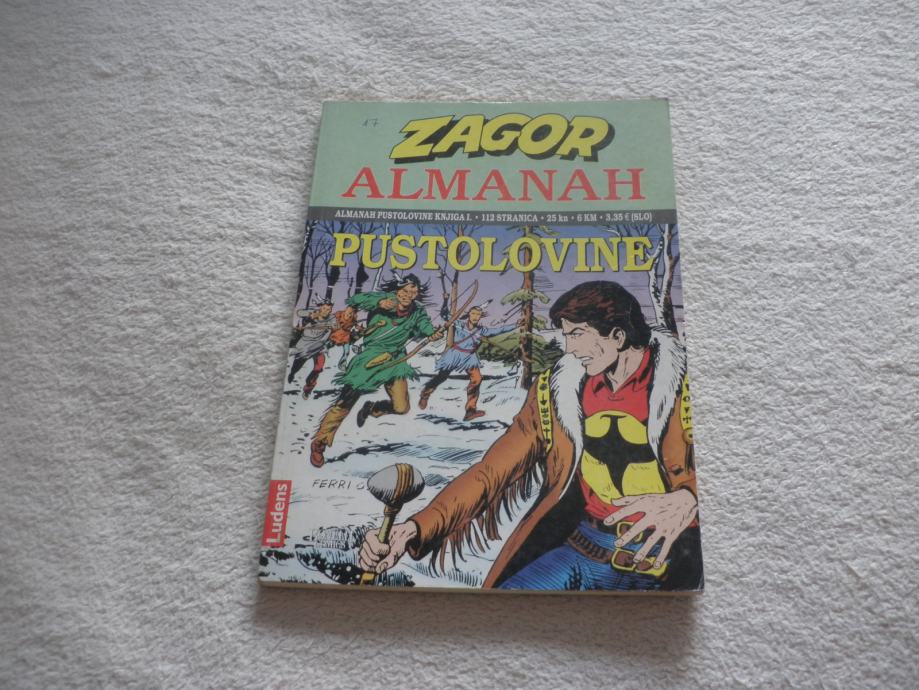 17
ZAGOR
ALMANAH
ALMANAH PUSTOLOVINE KNJIGA I. • 112 STRANICA • 25 kn • 6 KM • 3,35 € (SLO)
PUSTOLOVINE
FERRI
Ludens